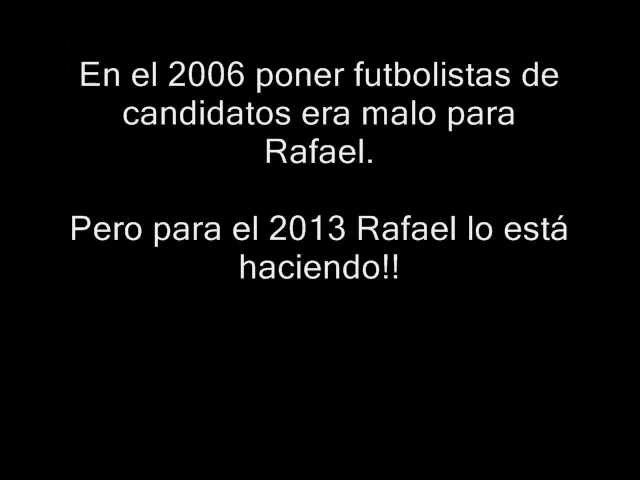 En el 2006 poner futbolistas de
candidatos era malo para
Rafael.
Pero para el 2013 Rafael lo está
haciendo!!